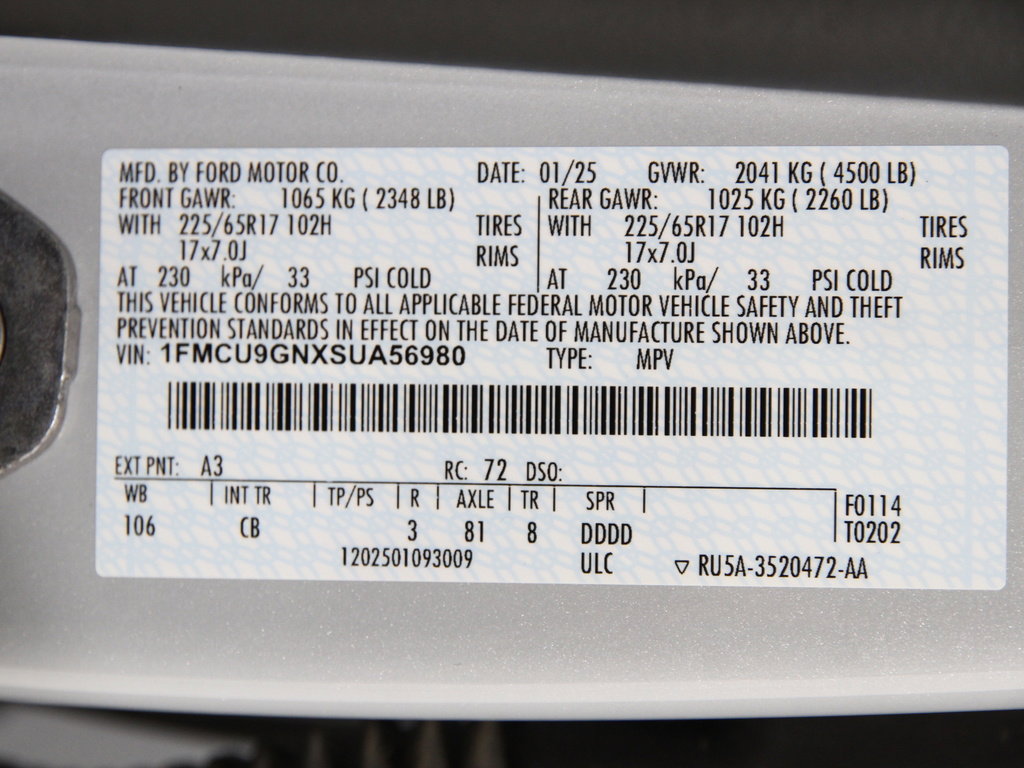 MFD. BY FORD MOTOR CO. DATE: 01/25 GVWR: 2041 KG ( 4500 LB)
FRONT GAWR: 1065 KG ( 2348 LB) REAR GAWR: 1025 KG ( 2260 LB)
WITH 225/65R17 102H TIRES WITH 225/65R17 102H TIRES
17x7.0J RIMS 17x7.0J RIMS
AT 230 kPa/ 33 PSI COLD AT 230 kPa/ 33 PSI COLD
THIS VEHICLE CONFORMS TO ALL APPLICABLE FEDERAL MOTOR VEHICLE SAFETY AND THEFT
PREVENTION STANDARDS IN EFFECT ON THE DATE OF MANUFACTURE SHOWN ABOVE.
VIN: 1FMCU9GNXSUA56980 TYPE: MPV
EXT PNT: A3 RC: 72 DSO:
WB INT TR TP/PS R AXLE TR SPR F0114
106 CB 3 81 8 DDDD T0202
1202501093009 ULC ▽ RU5A-3520472-AA